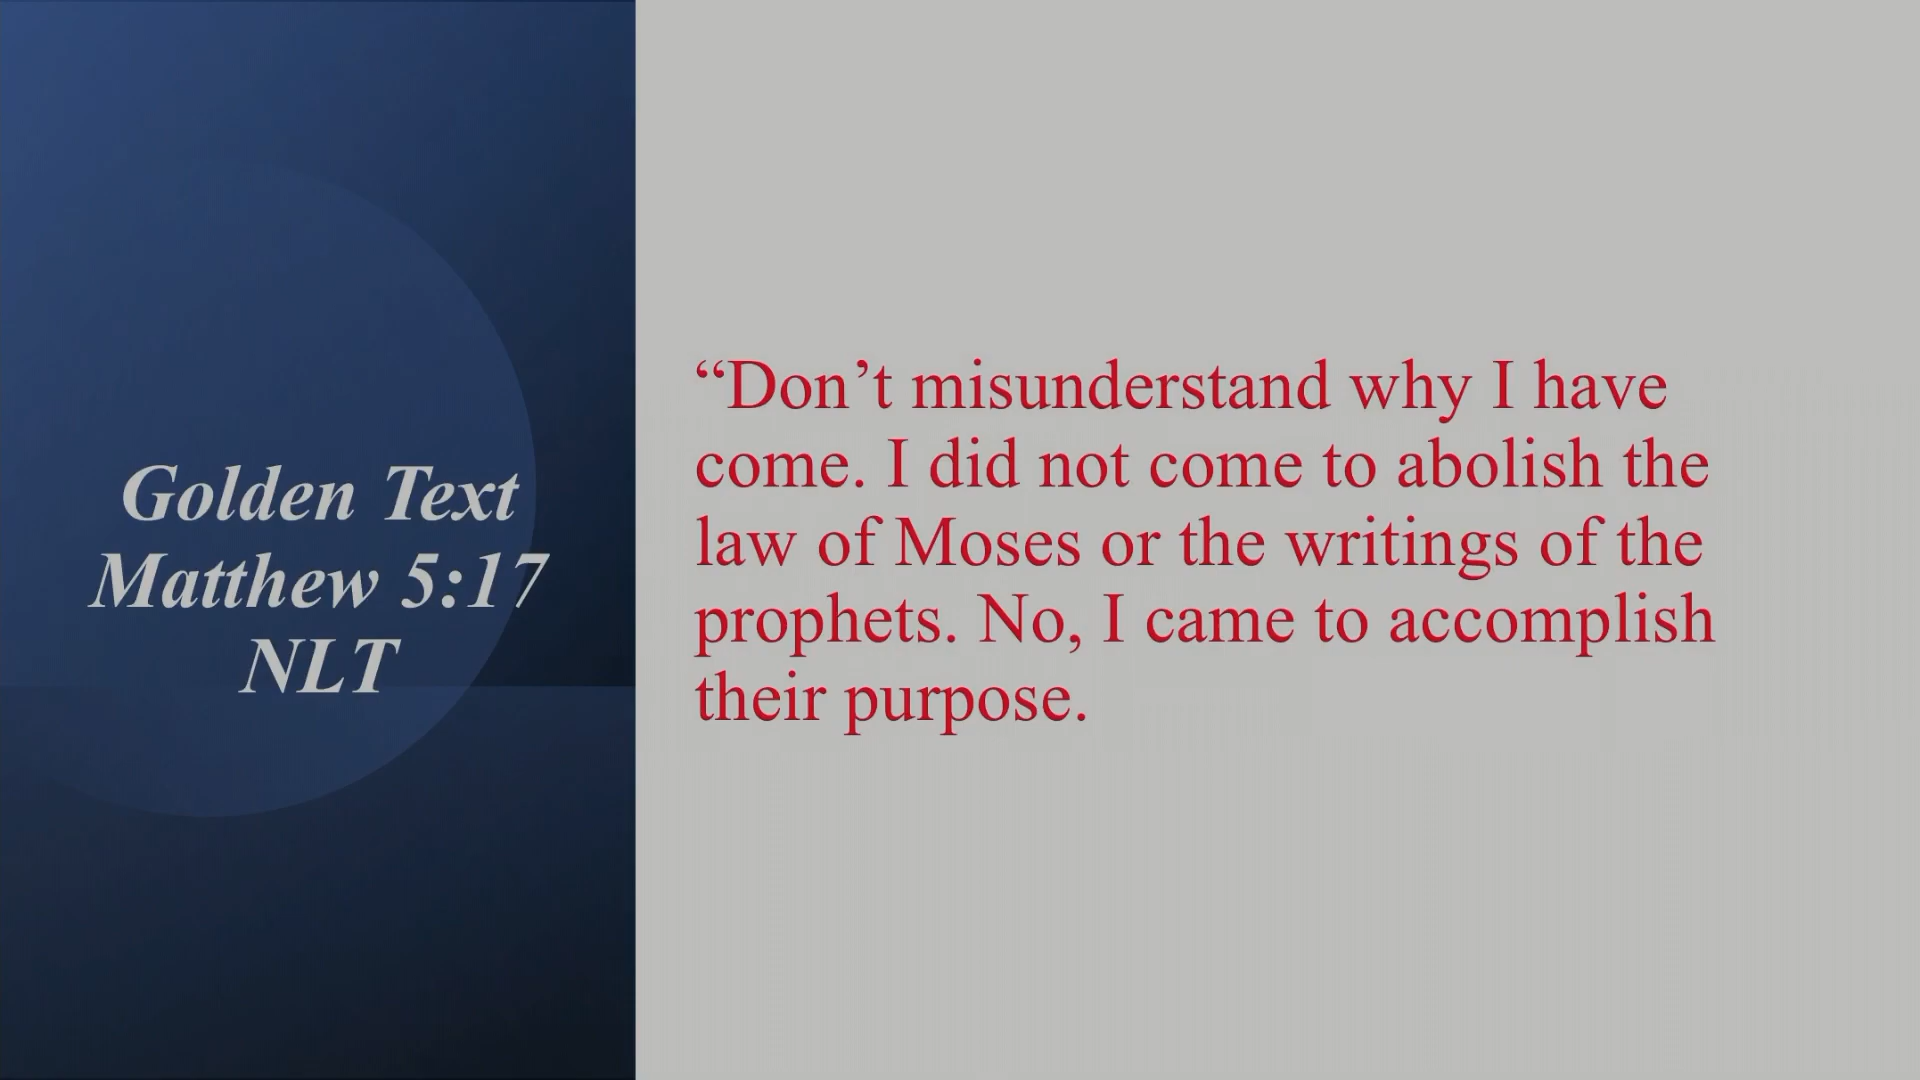 Golden Text
Matthew 5:17
NLT
“Don’t misunderstand why I have
come. I did not come to abolish the
law of Moses or the writings of the
prophets. No, I came to accomplish
their purpose.